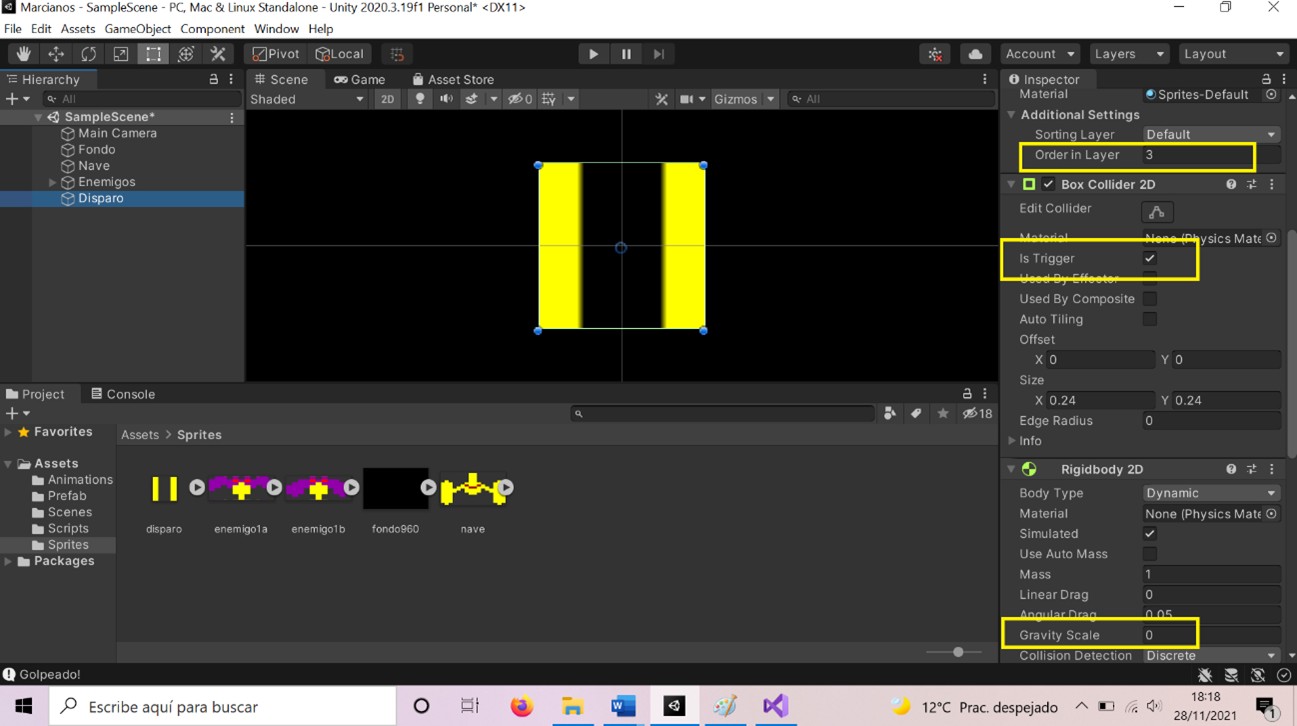 Marcianos - SampleScene - PC, Mac & Linux Standalone - Unity 2020.3.19f1 Personal* <DX11>
File Edit Assets GameObject Component Window Help
Pivot Local Account Layers Layout
Hierarchy
All
SampleScene*
Main Camera
Fondo
Nave
Enemigos
Disparo
Scene Game Asset Store
Shaded 2D 0 Gizmos All
Inspector
Material Sprites-Default
Additional Settings
Sorting Layer Default
Order in Layer 3
Box Collider 2D
Edit Collider
Material None (Physics Mate
Is Trigger
Used By Effector
Used By Composite
Auto Tiling
Offset
X 0 Y 0
Size
X 0.24 Y 0.24
Edge Radius 0
Info
Rigidbody 2D
Body Type Dynamic
Material None (Physics Mate
Simulated
Use Auto Mass
Mass 1
Linear Drag 0
Angular Drag 0.05
Gravity Scale 0
Collision Detection Discrete
Project Console
18
Favorites
Assets
Animations
Prefab
Scenes
Scripts
Sprites
Packages
Assets > Sprites
disparo enemigo1a enemigo1b fondo960 nave
Golpeado!
Escribe aquí para buscar
12°C Prac. despejado
18:18
28/11/2021
1